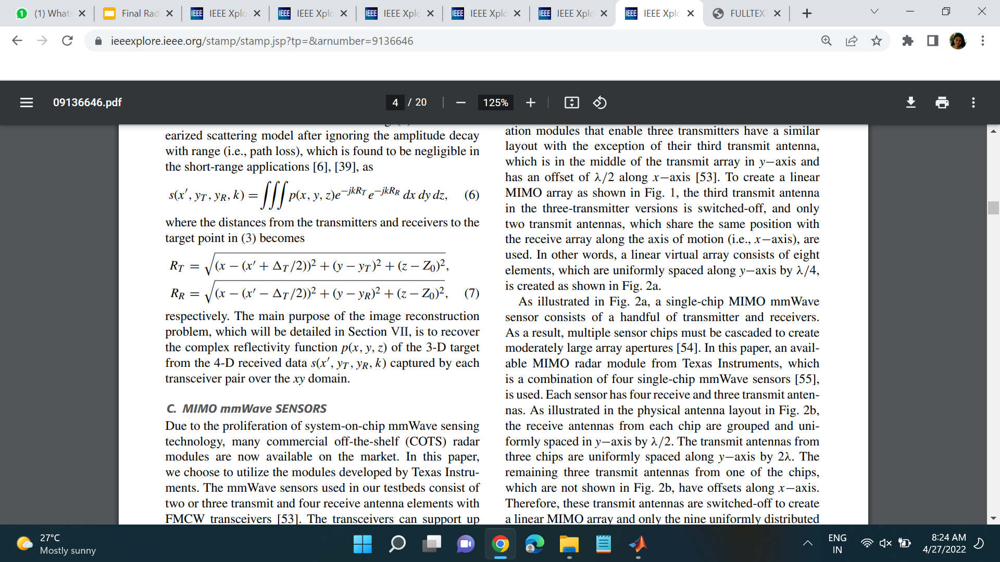 (1) What
Final Rad
IEEE Xplo
IEEE Xplo
IEEE Xplo
IEEE Xplo
IEEE Xplo
IEEE Xplo
FULLTEX
ieeexplore.ieee.org/stamp/stamp.jsp?tp=&arnumber=9136646
09136646.pdf
4 / 20
125%
earized scattering model after ignoring the amplitude decay
with range (i.e., path loss), which is found to be negligible in
the short-range applications [6], [39], as
s(x′, y_T, y_R, k) = ∭ p(x, y, z)e^{−jkR_T} e^{−jkR_R} dx dy dz, (6)
where the distances from the transmitters and receivers to the
target point in (3) becomes
R_T = √((x − (x′ + Δ_T/2))² + (y − y_T)² + (z − Z₀)²),
R_R = √((x − (x′ − Δ_T/2))² + (y − y_R)² + (z − Z₀)²), (7)
respectively. The main purpose of the image reconstruction
problem, which will be detailed in Section VII, is to recover
the complex reflectivity function p(x, y, z) of the 3-D target
from the 4-D received data s(x′, y_T, y_R, k) captured by each
transceiver pair over the xy domain.
C. MIMO mmWave SENSORS
Due to the proliferation of system-on-chip mmWave sensing
technology, many commercial off-the-shelf (COTS) radar
modules are now available on the market. In this paper,
we choose to utilize the modules developed by Texas Instru-
ments. The mmWave sensors used in our testbeds consist of
two or three transmit and four receive antenna elements with
FMCW transceivers [53]. The transceivers can support up
ation modules that enable three transmitters have a similar
layout with the exception of their third transmit antenna,
which is in the middle of the transmit array in y−axis and
has an offset of λ/2 along x−axis [53]. To create a linear
MIMO array as shown in Fig. 1, the third transmit antenna
in the three-transmitter versions is switched-off, and only
two transmit antennas, which share the same position with
the receive array along the axis of motion (i.e., x−axis), are
used. In other words, a linear virtual array consists of eight
elements, which are uniformly spaced along y−axis by λ/4,
is created as shown in Fig. 2a.
As illustrated in Fig. 2a, a single-chip MIMO mmWave
sensor consists of a handful of transmitter and receivers.
As a result, multiple sensor chips must be cascaded to create
moderately large array apertures [54]. In this paper, an avail-
able MIMO radar module from Texas Instruments, which
is a combination of four single-chip mmWave sensors [55],
is used. Each sensor has four receive and three transmit anten-
nas. As illustrated in the physical antenna layout in Fig. 2b,
the receive antennas from each chip are grouped and uni-
formly spaced in y−axis by λ/2. The transmit antennas from
three chips are uniformly spaced along y−axis by 2λ. The
remaining three transmit antennas from one of the chips,
which are not shown in Fig. 2b, have offsets along x−axis.
Therefore, these transmit antennas are switched-off to create
a linear MIMO array and only the nine uniformly distributed
27°C
Mostly sunny
ENG
IN
8:24 AM
4/27/2022